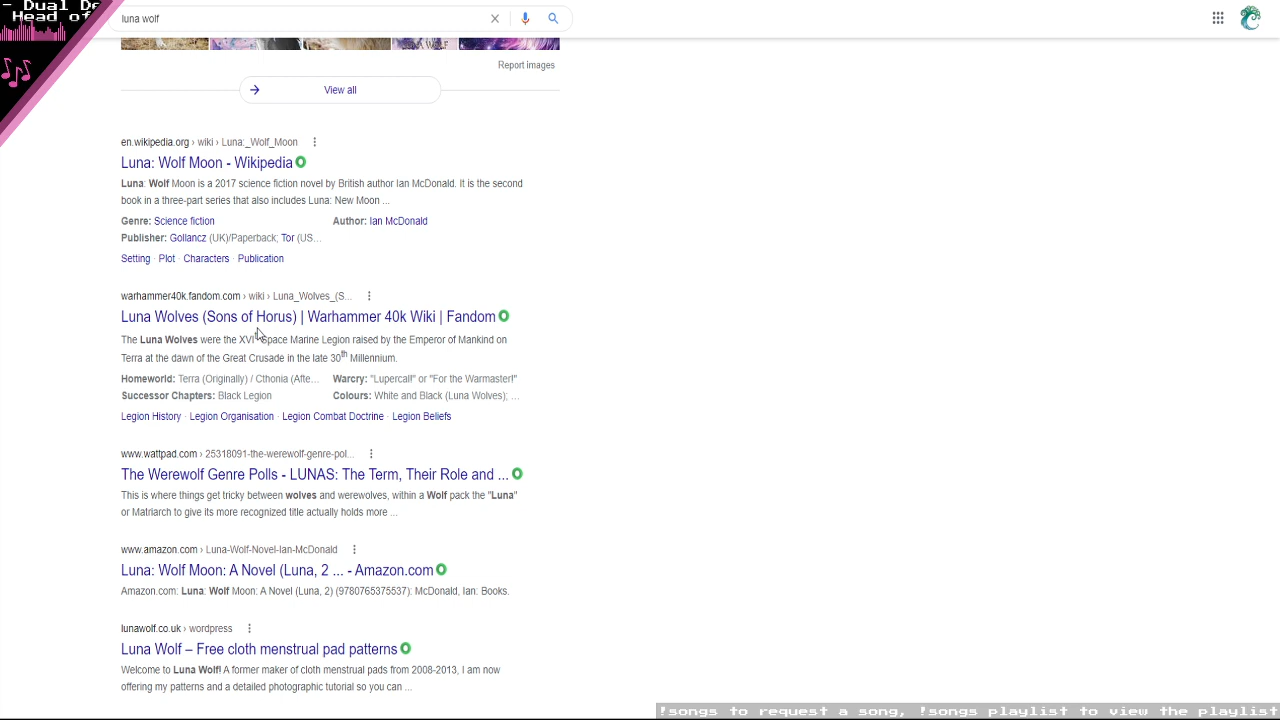 Dual De
Head of
luna wolf
LUNA WOLF
Report images
View all
en.wikipedia.org › wiki › Luna:_Wolf_Moon
Luna: Wolf Moon - Wikipedia
Luna: Wolf Moon is a 2017 science fiction novel by British author Ian McDonald. It is the second
book in a three-part series that also includes Luna: New Moon ...
Genre: Science fiction Author: Ian McDonald
Publisher: Gollancz (UK)/Paperback; Tor (US...
Setting · Plot · Characters · Publication
warhammer40k.fandom.com › wiki › Luna_Wolves_(S...
Luna Wolves (Sons of Horus) | Warhammer 40k Wiki | Fandom
The Luna Wolves were the XVI Space Marine Legion raised by the Emperor of Mankind on
Terra at the dawn of the Great Crusade in the late 30th Millennium.
Homeworld: Terra (Originally) / Cthonia (Afte... Warcry: "Lupercal!" or "For the Warmaster!"
Successor Chapters: Black Legion Colours: White and Black (Luna Wolves); ...
Legion History · Legion Organisation · Legion Combat Doctrine · Legion Beliefs
www.wattpad.com › 25318091-the-werewolf-genre-pol...
The Werewolf Genre Polls - LUNAS: The Term, Their Role and ...
This is where things get tricky between wolves and werewolves, within a Wolf pack the "Luna"
or Matriarch to give its more recognized title actually holds more ...
www.amazon.com › Luna-Wolf-Novel-Ian-McDonald
Luna: Wolf Moon: A Novel (Luna, 2 ... - Amazon.com
Amazon.com: Luna: Wolf Moon: A Novel (Luna, 2) (9780765375537): McDonald, Ian: Books.
lunawolf.co.uk › wordpress
Luna Wolf – Free cloth menstrual pad patterns
Welcome to Luna Wolf! A former maker of cloth menstrual pads from 2008-2013, I am now
offering my patterns and a detailed photographic tutorial so you can ...
!songs to request a song, !songs playlist to view the playlist